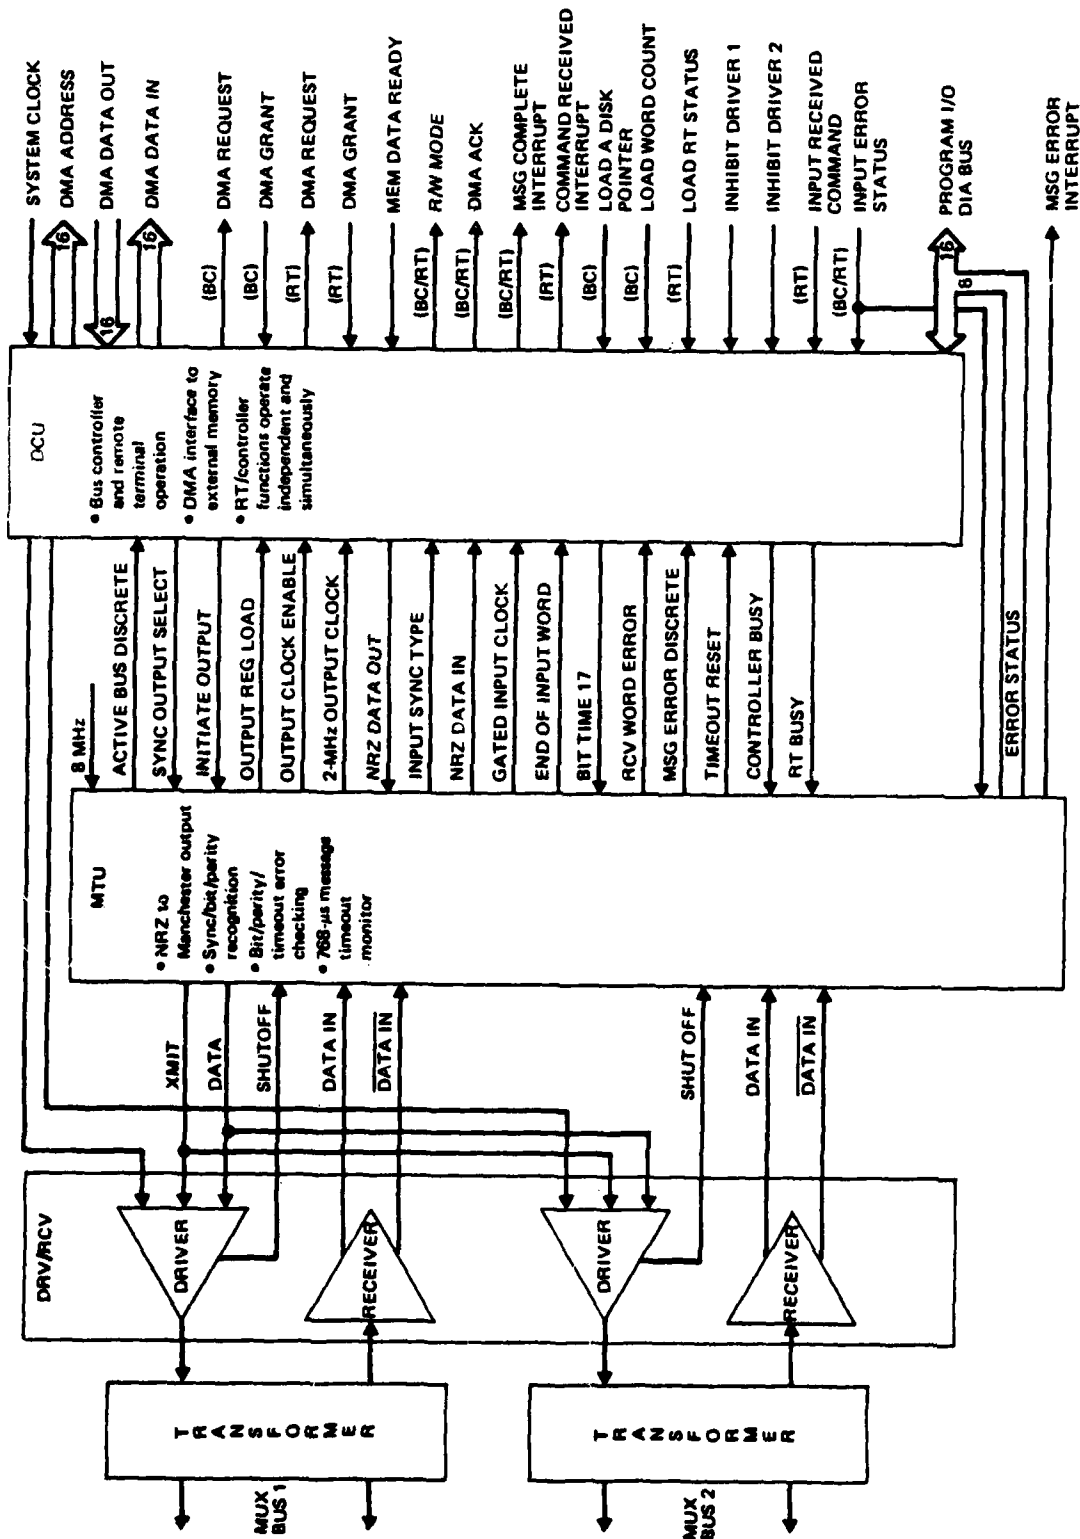 MUX
BUS 1
MUX
BUS 2
TRANSFORMER
TRANSFORMER
DRV/RCV
DRIVER
RECEIVER
DRIVER
RECEIVER
XMIT
DATA
SHUTOFF
DATA IN
DATA IN
SHUT OFF
DATA IN
DATA IN
MTU
• NRZ to
Manchester output
• Sync/bit/parity
recognition
• Bit/parity/
timeout error
checking
• 768-µs message
timeout
monitor
8 MHz
ACTIVE BUS DISCRETE
SYNC OUTPUT SELECT
INITIATE OUTPUT
OUTPUT REG LOAD
OUTPUT CLOCK ENABLE
2-MHz OUTPUT CLOCK
NRZ DATA OUT
INPUT SYNC TYPE
NRZ DATA IN
GATED INPUT CLOCK
END OF INPUT WORD
BIT TIME 17
RCV WORD ERROR
MSG ERROR DISCRETE
TIMEOUT RESET
CONTROLLER BUSY
RT BUSY
ERROR STATUS
DCU
• Bus controller
and remote
terminal
operation
• DMA interface to
external memory
• RT/controller
functions operate
independent and
simultaneously
SYSTEM CLOCK
16 DMA ADDRESS
16 DMA DATA OUT
16 DMA DATA IN
(BC) DMA REQUEST
(BC) DMA GRANT
(RT) DMA REQUEST
(RT) DMA GRANT
MEM DATA READY
(BC/RT) R/W MODE
(BC/RT) DMA ACK
(BC/RT) MSG COMPLETE
INTERRUPT
(RT) COMMAND RECEIVED
INTERRUPT
(BC) LOAD A DISK
POINTER
(BC) LOAD WORD COUNT
(RT) LOAD RT STATUS
INHIBIT DRIVER 1
INHIBIT DRIVER 2
(RT) INPUT RECEIVED
COMMAND
(BC/RT) INPUT ERROR
STATUS
16 PROGRAM I/O
DIA BUS
MSG ERROR
INTERRUPT